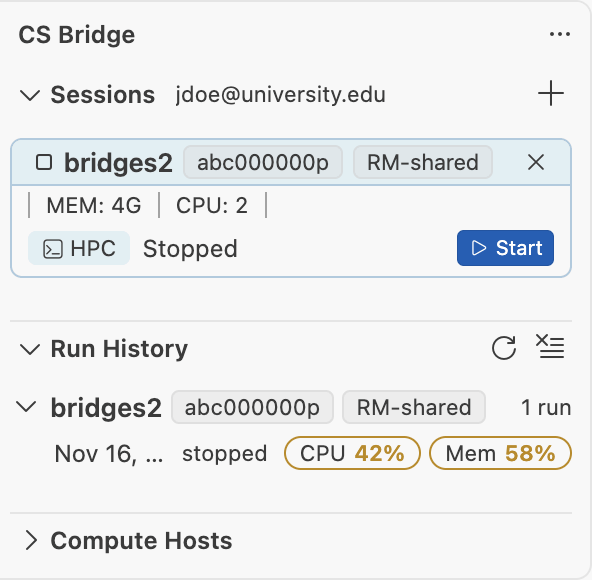 CS Bridge
Sessions jdoe@university.edu
bridges2 abc000000p RM-shared
MEM: 4G CPU: 2
HPC Stopped Start
Run History
bridges2 abc000000p RM-shared 1 run
Nov 16, ... stopped CPU 42% Mem 58%
Compute Hosts